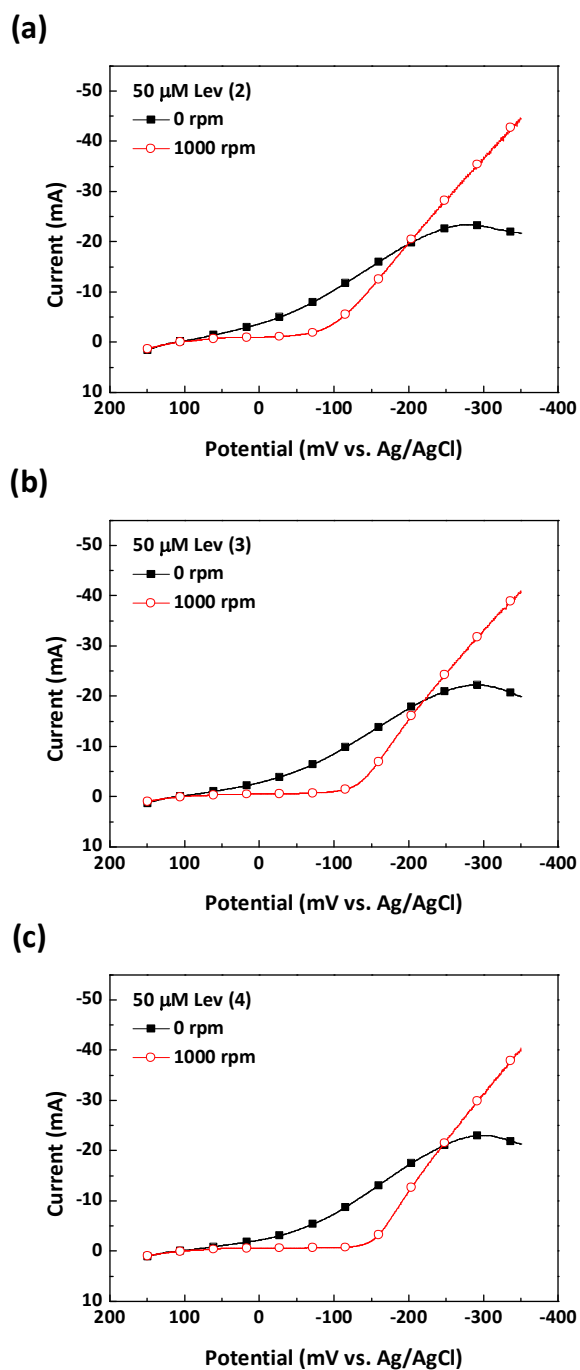 (a)
50 μM Lev (2)
0 rpm
1000 rpm
-50
-40
-30
-20
-10
0
10
Current (mA)
200 100 0 -100 -200 -300 -400
Potential (mV vs. Ag/AgCl)
(b)
50 μM Lev (3)
0 rpm
1000 rpm
-50
-40
-30
-20
-10
0
10
Current (mA)
200 100 0 -100 -200 -300 -400
Potential (mV vs. Ag/AgCl)
(c)
50 μM Lev (4)
0 rpm
1000 rpm
-50
-40
-30
-20
-10
0
10
Current (mA)
200 100 0 -100 -200 -300 -400
Potential (mV vs. Ag/AgCl)